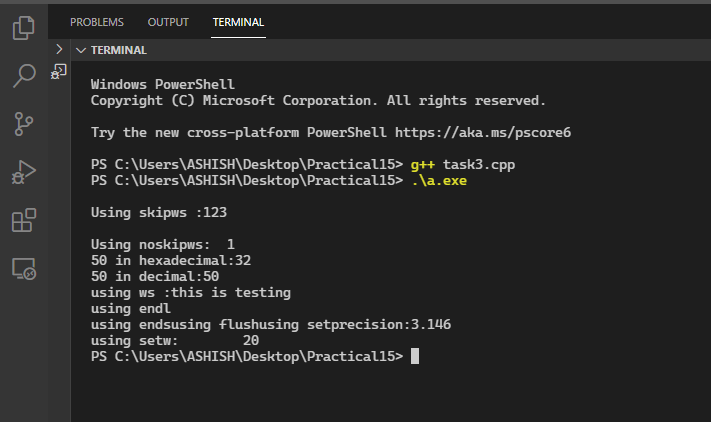 PROBLEMS OUTPUT TERMINAL
TERMINAL
Windows PowerShell
Copyright (C) Microsoft Corporation. All rights reserved.
Try the new cross-platform PowerShell https://aka.ms/pscore6
PS C:\Users\ASHISH\Desktop\Practical15> g++ task3.cpp
PS C:\Users\ASHISH\Desktop\Practical15> .\a.exe
Using skipws :123
Using noskipws:  1
50 in hexadecimal:32
50 in decimal:50
using ws :this is testing
using endl
using endsusing flushusing setprecision:3.146
using setw:        20
PS C:\Users\ASHISH\Desktop\Practical15>